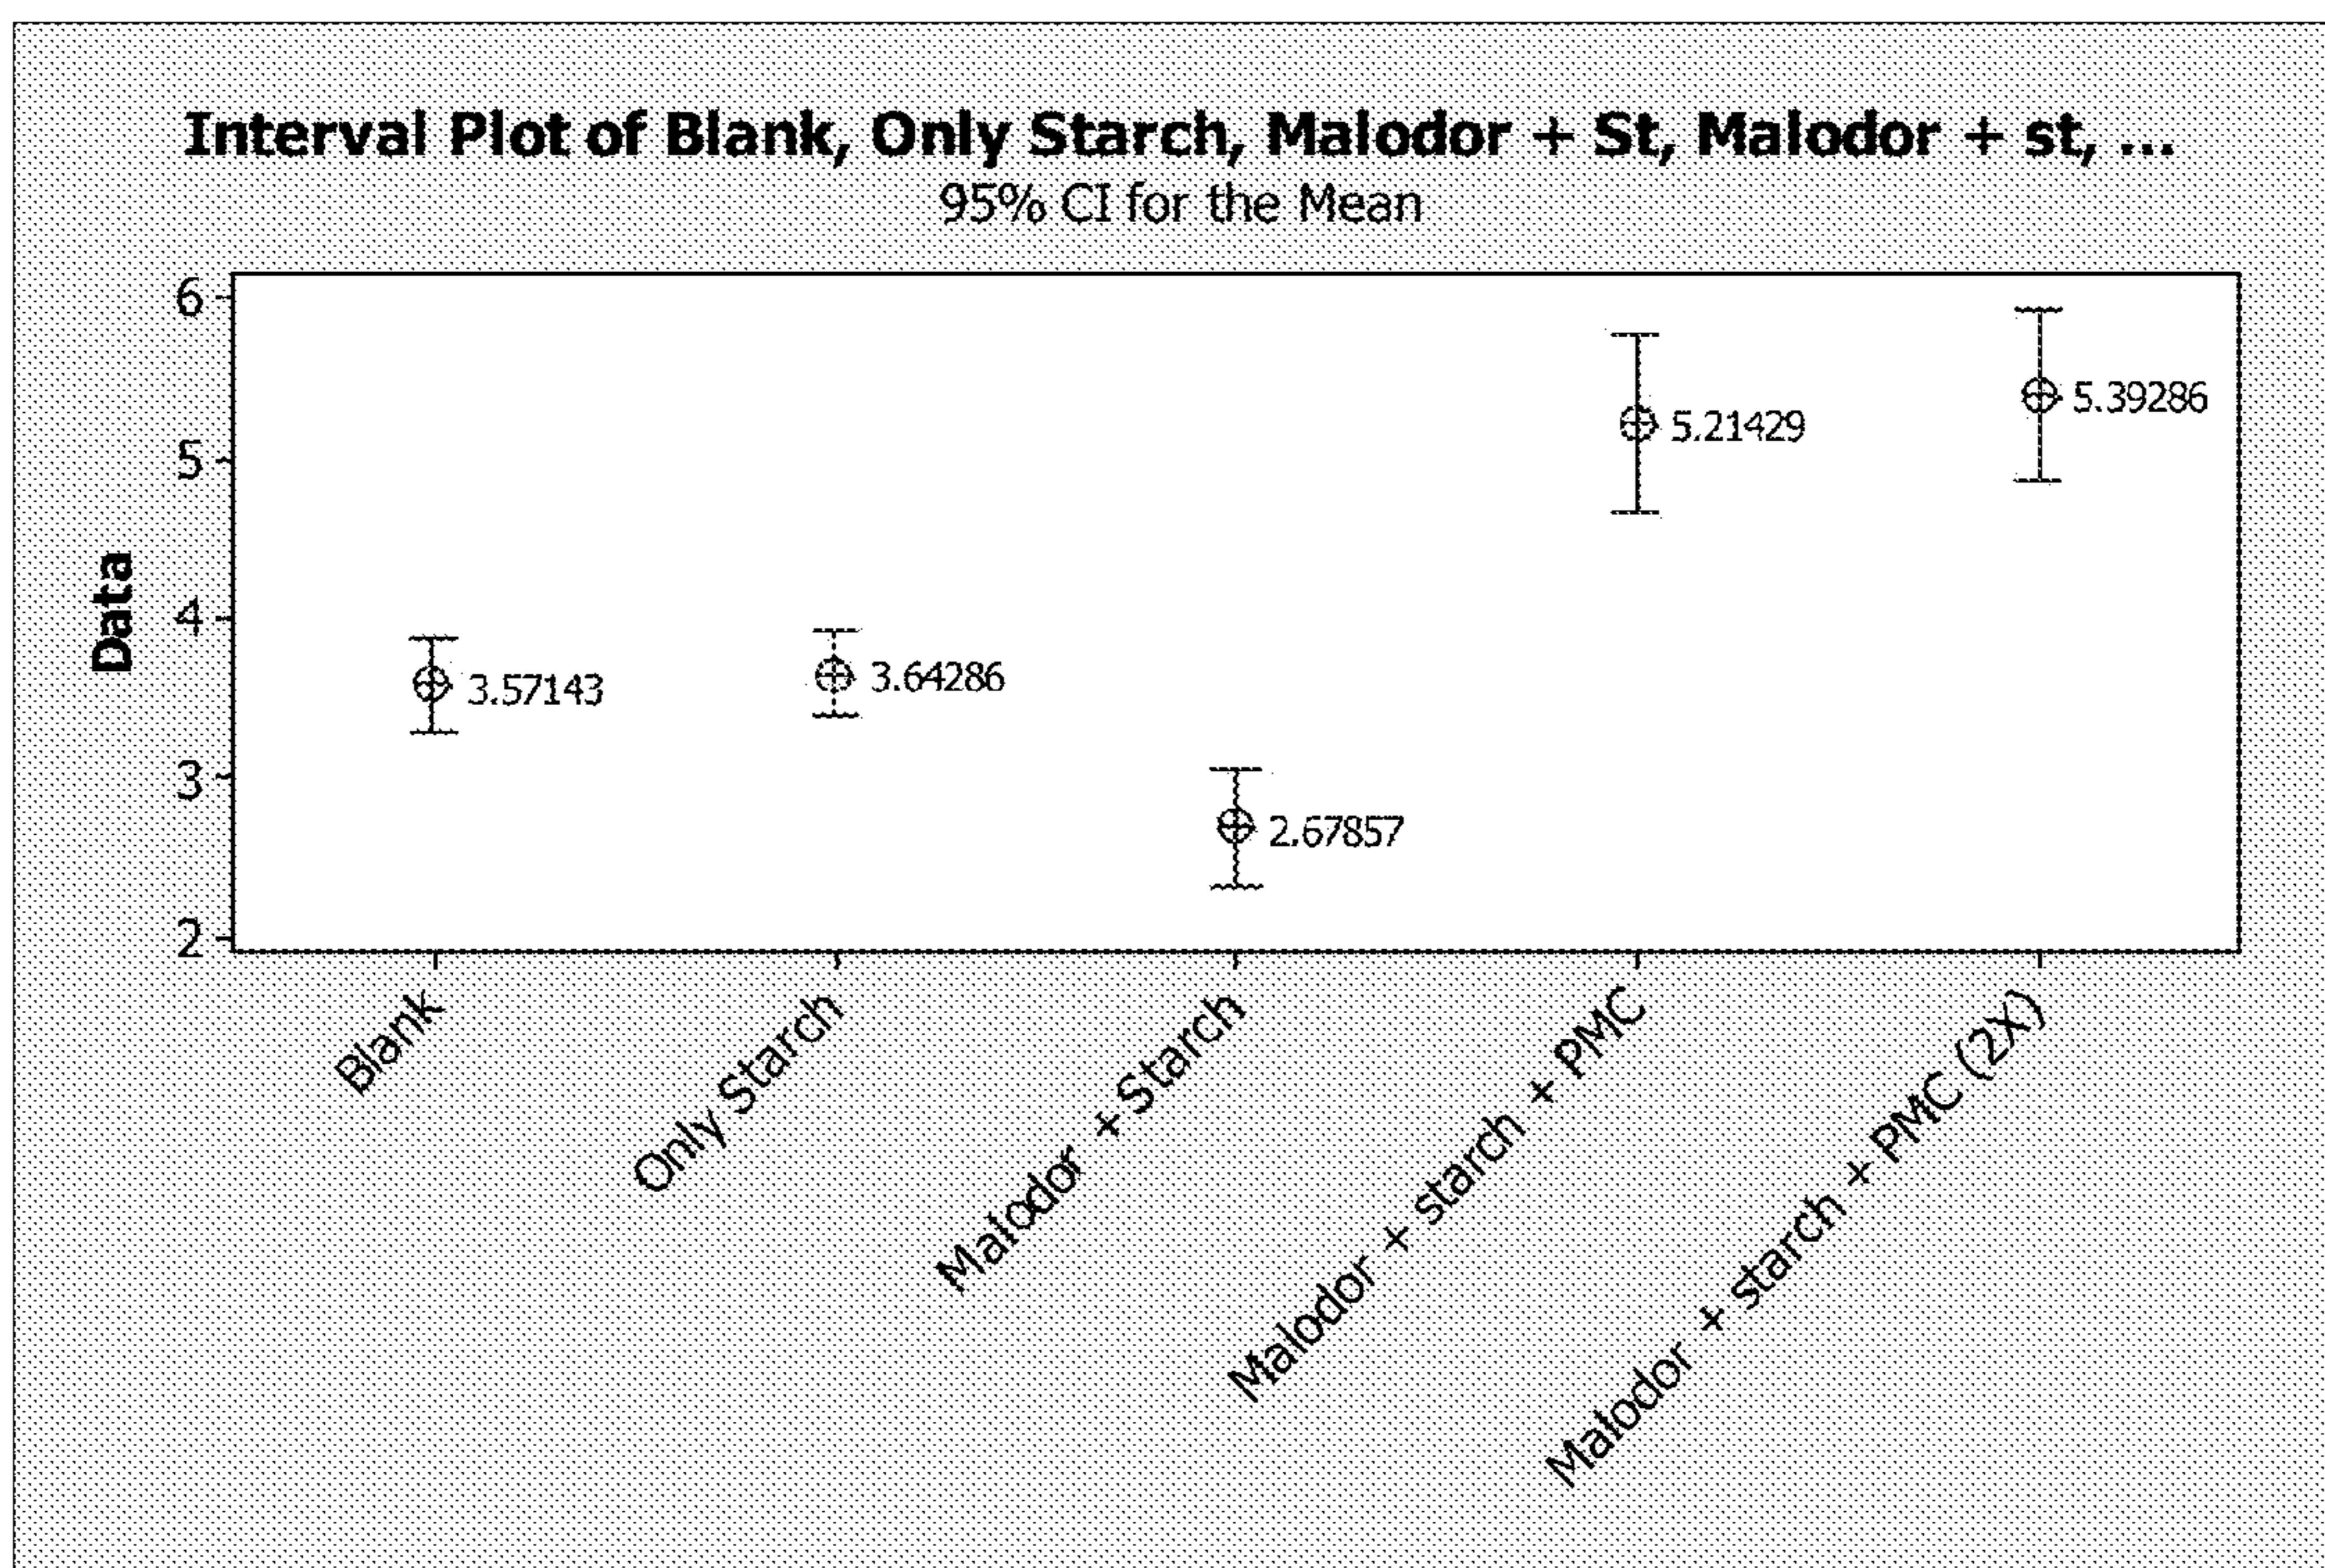 Interval Plot of Blank, Only Starch, Malodor + St, Malodor + st, ...
95% CI for the Mean
6
5
4
3
2
Data
3.57143
3.64286
2.67857
5.21429
5.39286
Blank
Only Starch
Malodor + Starch
Malodor + starch + PMC
Malodor + starch + PMC (2X)